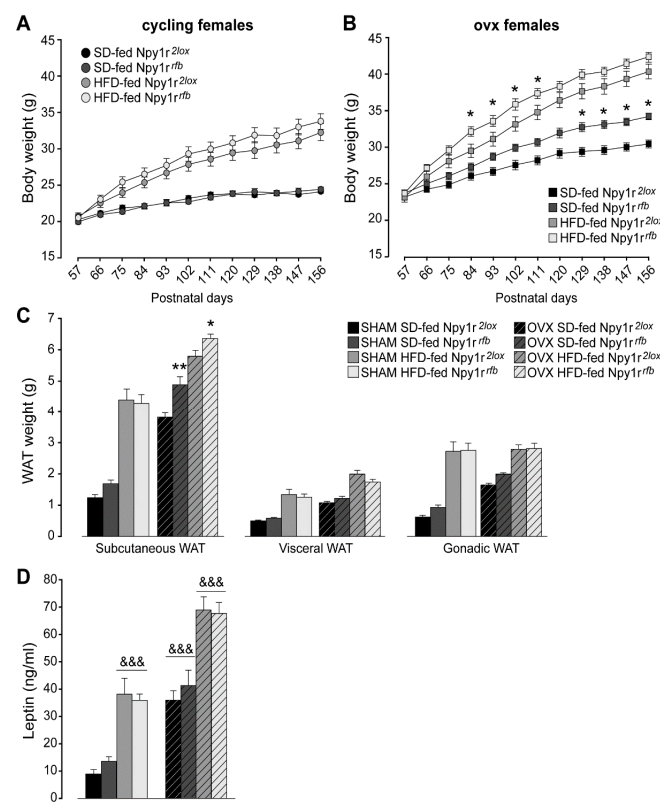 A
cycling females
SD-fed Npy1r2lox
SD-fed Npy1rrfb
HFD-fed Npy1r2lox
HFD-fed Npy1rrfb
Body weight (g)
45
40
35
30
25
20
15
57 66 75 84 93 102 111 120 129 138 147 156
Postnatal days
B
ovx females
* * * *
* * * *
SD-fed Npy1r2lox
SD-fed Npy1rrfb
HFD-fed Npy1r2lox
HFD-fed Npy1rrfb
Body weight (g)
45
40
35
30
25
20
15
57 66 75 84 93 102 111 120 129 138 147 156
Postnatal days
C
SHAM SD-fed Npy1r2lox
SHAM SD-fed Npy1rrfb
SHAM HFD-fed Npy1r2lox
SHAM HFD-fed Npy1rrfb
OVX SD-fed Npy1r2lox
OVX SD-fed Npy1rrfb
OVX HFD-fed Npy1r2lox
OVX HFD-fed Npy1rrfb
WAT weight (g)
7
6
5
4
3
2
1
0
**
*
Subcutaneous WAT
Visceral WAT
Gonadic WAT
D
Leptin (ng/ml)
80
70
60
50
40
30
20
10
0
&&&
&&&
&&&